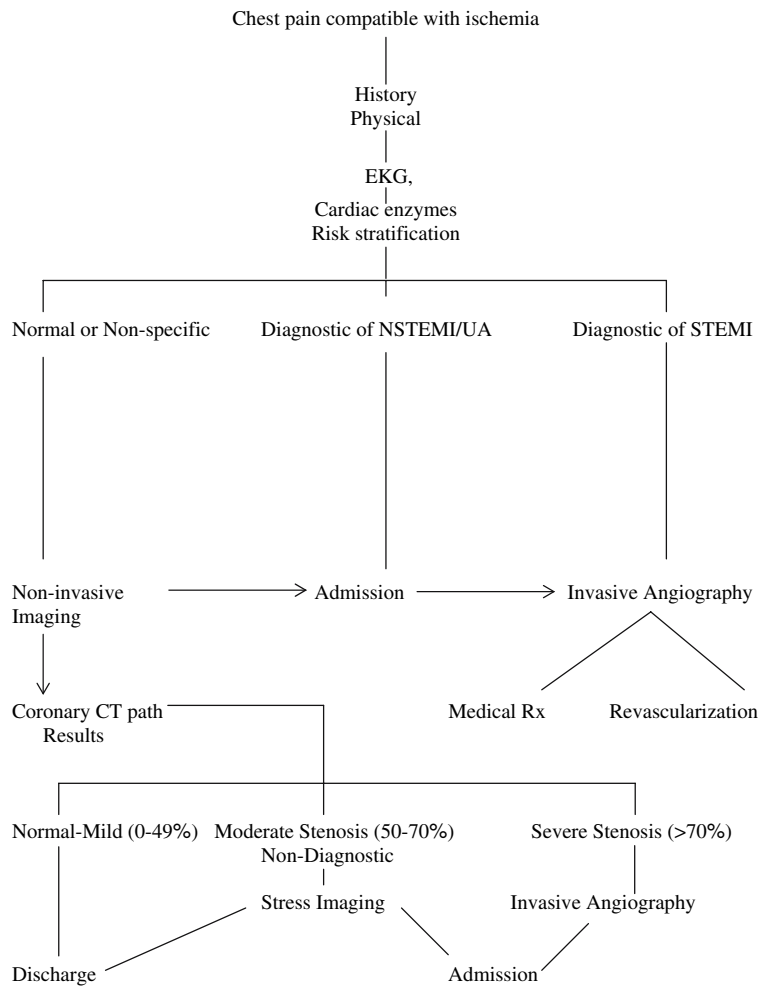 Chest pain compatible with ischemia
History
Physical
EKG,
Cardiac enzymes
Risk stratification
Normal or Non-specific
Diagnostic of NSTEMI/UA
Diagnostic of STEMI
Non-invasive
Imaging
Admission
Invasive Angiography
Medical Rx
Revascularization
Coronary CT path
Results
Normal-Mild (0-49%)
Moderate Stenosis (50-70%)
Non-Diagnostic
Severe Stenosis (>70%)
Stress Imaging
Invasive Angiography
Discharge
Admission